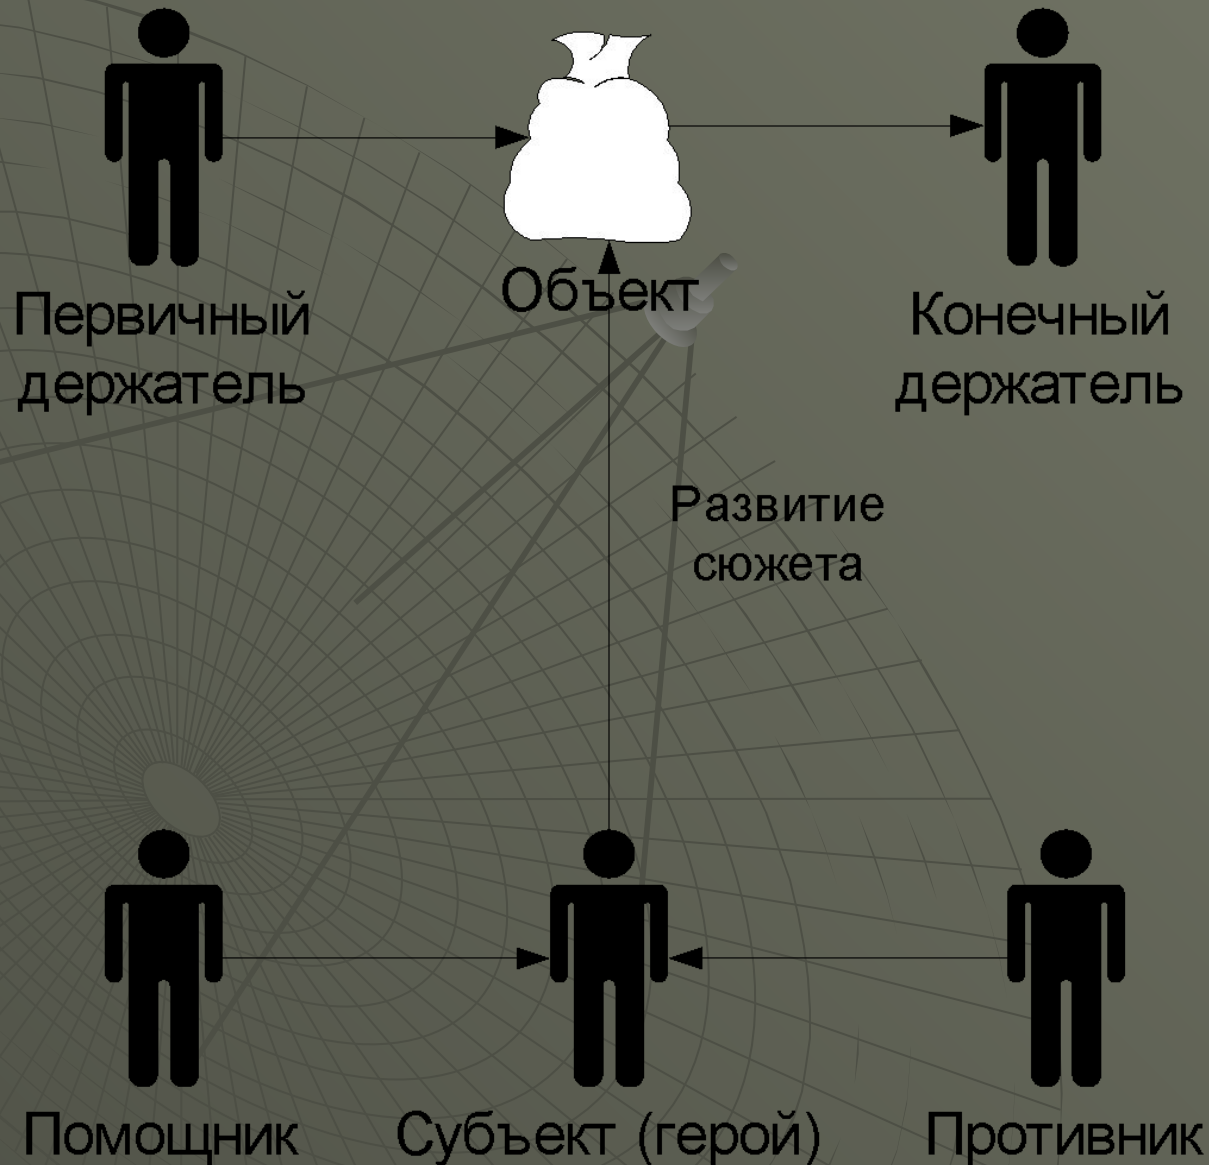 Объект
Первичный
держатель
Конечный
держатель
Развитие
сюжета
Помощник
Субъект (герой)
Противник